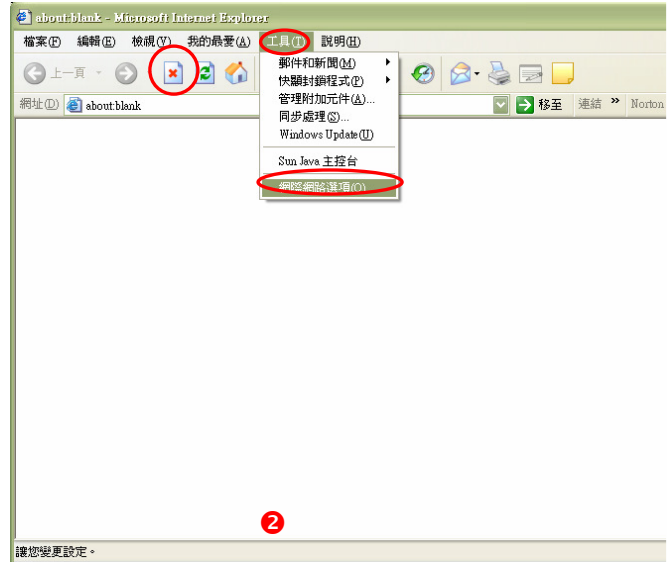 about:blank - Microsoft Internet Explorer
檔案(F) 編輯(E) 檢視(V) 我的最愛(A) 工具(T) 說明(H)
上一頁
郵件和新聞(M)
快顯封鎖程式(P)
管理附加元件(A)...
同步處理(S)...
Windows Update(U)
Sun Java 主控台
網際網路選項(O)
網址(D) about:blank 移至 連結 » Norton
2
讓您變更設定。